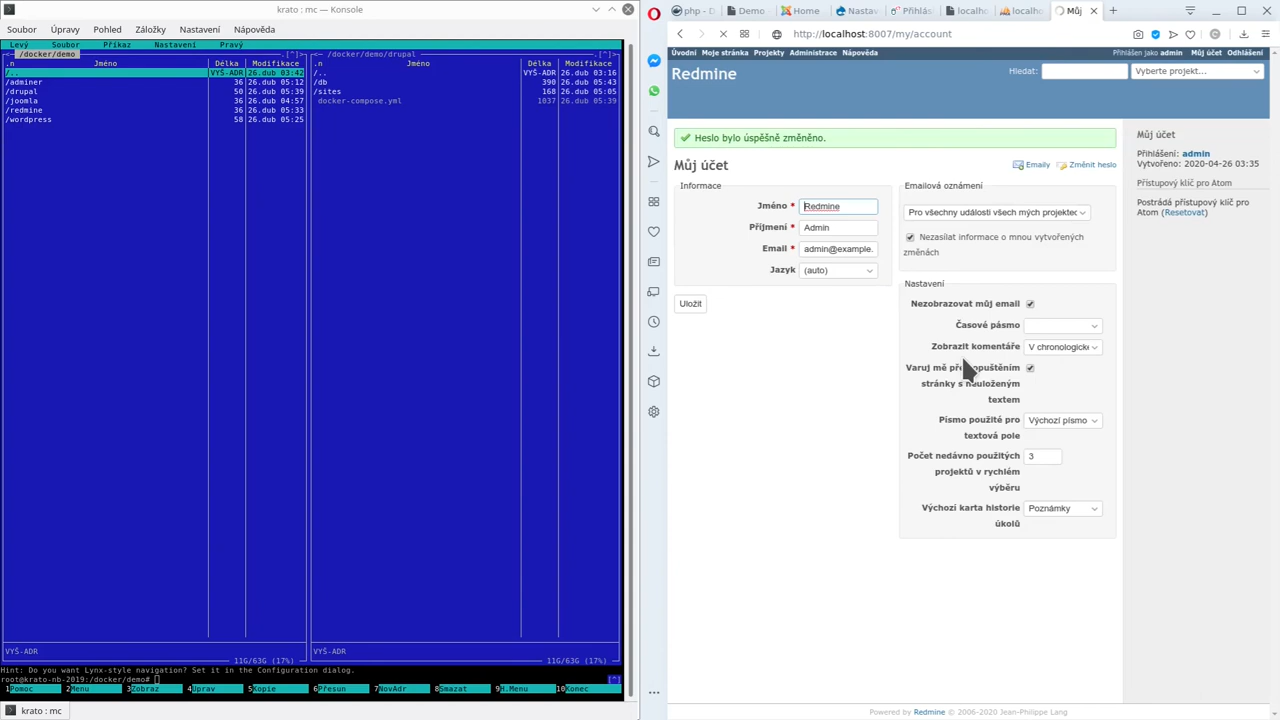 krato : mc — Konsole
Soubor Úpravy Pohled Záložky Nastavení Nápověda
Levý Soubor Příkaz Nastavení Pravý
/docker/demo .[^]
.n Jméno Délka Modifikace
/.. VYŠ-ADR 26.dub 03:42
/adminer 36 26.dub 05:12
/drupal 50 26.dub 05:39
/joomla 36 26.dub 04:57
/redmine 36 26.dub 05:33
/wordpress 58 26.dub 05:25
VYŠ-ADR
11G/63G (17%)
/docker/demo/drupal .[^]
.n Jméno Délka Modifikace
/.. VYŠ-ADR 26.dub 03:16
/db 390 26.dub 05:43
/sites 168 26.dub 05:05
docker-compose.yml 1037 26.dub 05:39
VYŠ-ADR
11G/63G (17%)
Hint: Do you want Lynx-style navigation? Set it in the Configuration dialog.
root@krato-nb-2019:/docker/demo# [^]
1Pomoc 2Menu 3Zobraz 4Uprav 5Kopie 6Přesun 7NovAdr 8Smazat 9H.Menu 10Konec
krato : mc
php - D Demo Home Nastav Přihlás localho localho Můj
http://localhost:8007/my/account
Úvodní Moje stránka Projekty Administrace Nápověda
Přihlášen jako admin Můj účet Odhlášení
Redmine
Hledat: Vyberte projekt...
Heslo bylo úspěšně změněno.
Můj účet
Emaily Změnit heslo
Informace
Jméno * Redmine
Příjmení * Admin
Email * admin@example.
Jazyk (auto)
Uložit
Emailová oznámení
Pro všechny události všech mých projektec
Nezasílat informace o mnou vytvořených
změnách
Nastavení
Nezobrazovat můj email
Časové pásmo
Zobrazit komentáře V chronologické
Varuj mě opuštěním
stránky s neuloženým
textem
Písmo použité pro Výchozí písmo
textová pole
Počet nedávno použitých 3
projektů v rychlém
výběru
Výchozí karta historie Poznámky
úkolů
Můj účet
Přihlášení: admin
Vytvořeno: 2020-04-26 03:35
Přístupový klíč pro Atom
Postrádá přístupový klíč pro
Atom (Resetovat)
Powered by Redmine © 2006-2020 Jean-Philippe Lang